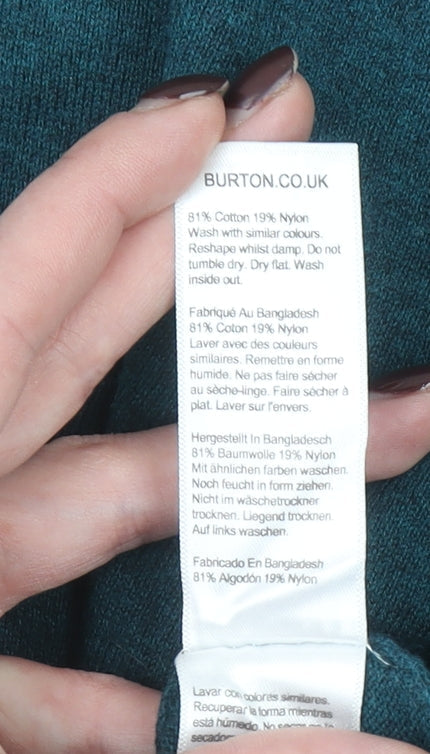 BURTON.CO.UK
81% Cotton 19% Nylon
Wash with similar colours.
Reshape whilst damp. Do not
tumble dry. Dry flat. Wash
inside out.
Fabriqué Au Bangladesh
81% Coton 19% Nylon
Laver avec des couleurs
similaires. Remettre en forme
humide. Ne pas faire sécher
au sèche-linge. Faire sécher à
plat. Laver sur l'envers.
Hergestellt In Bangladesch
81% Baumwolle 19% Nylon
Mit ähnlichen farben waschen.
Noch feucht in form ziehen.
Nicht im wäschetrockner
trocknen. Liegend trocknen.
Auf links waschen.
Fabricado En Bangladesh
81% Algodón 19% Nylon
Lavar con colores similares.
Recuperar la forma mientras
está húmedo. No